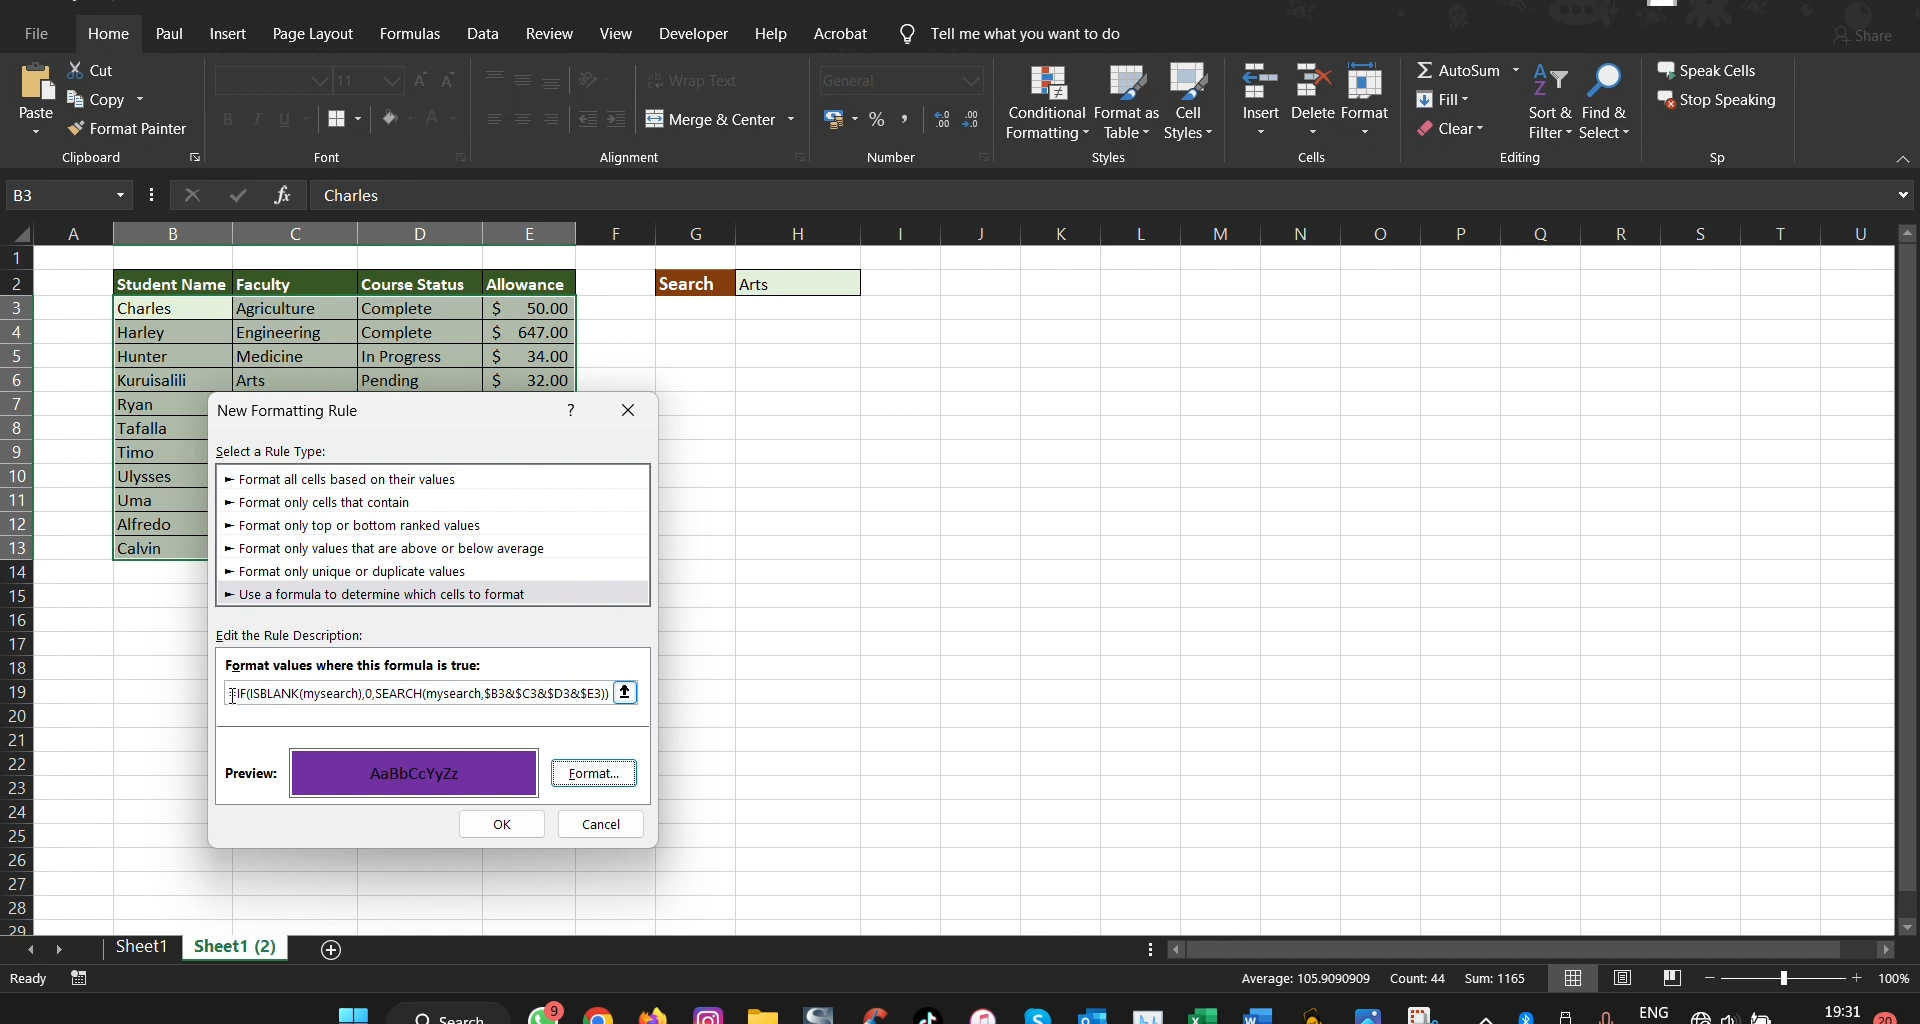 File Home Paul Insert Page Layout Formulas Data Review View Developer Help Acrobat Tell me what you want to do Share
Paste
Cut
Copy
Format Painter
Clipboard
11
B I U
Font
Wrap Text
Merge & Center
Alignment
General
% , .00 .00
Number
Conditional Formatting
Format as Table
Cell Styles
Styles
Insert Delete Format
Cells
AutoSum
Fill
Clear
Sort & Filter
Find & Select
Editing
Speak Cells
Stop Speaking
Sp
B3 fx Charles
A B C D E F G H I J K L M N O P Q R S T U
1
2 Student Name Faculty Course Status Allowance Search Arts
3 Charles Agriculture Complete $ 50.00
4 Harley Engineering Complete $ 647.00
5 Hunter Medicine In Progress $ 34.00
6 Kuruisalili Arts Pending $ 32.00
7 Ryan
8 Tafalla
9 Timo
10 Ulysses
11 Uma
12 Alfredo
13 Calvin
14
15
16
17
18
19
20
21
22
23
24
25
26
27
28
29
New Formatting Rule ?
Select a Rule Type:
► Format all cells based on their values
► Format only cells that contain
► Format only top or bottom ranked values
► Format only values that are above or below average
► Format only unique or duplicate values
► Use a formula to determine which cells to format
Edit the Rule Description:
Format values where this formula is true:
=IF(ISBLANK(mysearch),0,SEARCH(mysearch,$B3&$C3&$D3&$E3))
Preview: AaBbCcYyZz Format...
OK Cancel
Sheet1 Sheet1 (2)
Ready Average: 105.9090909 Count: 44 Sum: 1165 100%
Search 9 ENG 19:31 20